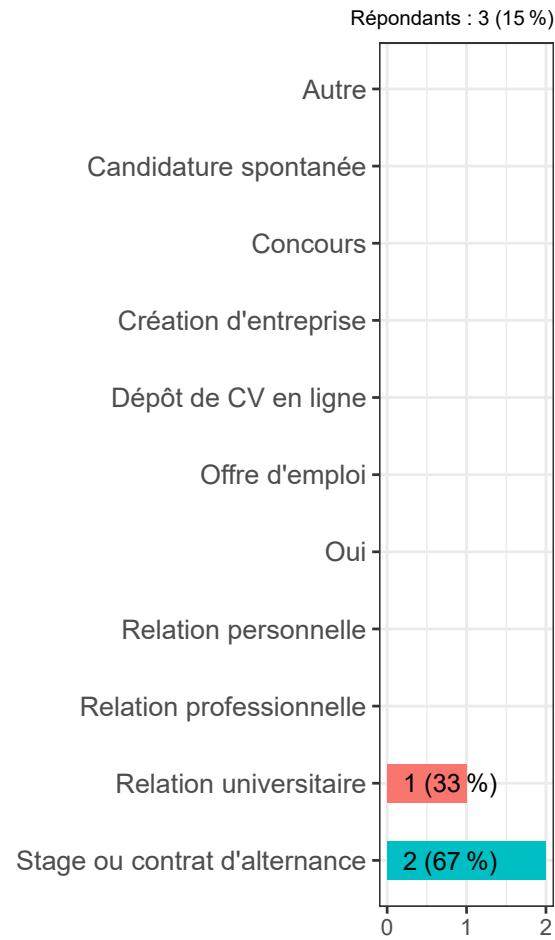 Répondants : 3 (15 %)
Autre
Candidature spontanée
Concours
Création d'entreprise
Dépôt de CV en ligne
Offre d'emploi
Oui
Relation personnelle
Relation professionnelle
Relation universitaire 1 (33 %)
Stage ou contrat d'alternance 2 (67 %)
0 1 2